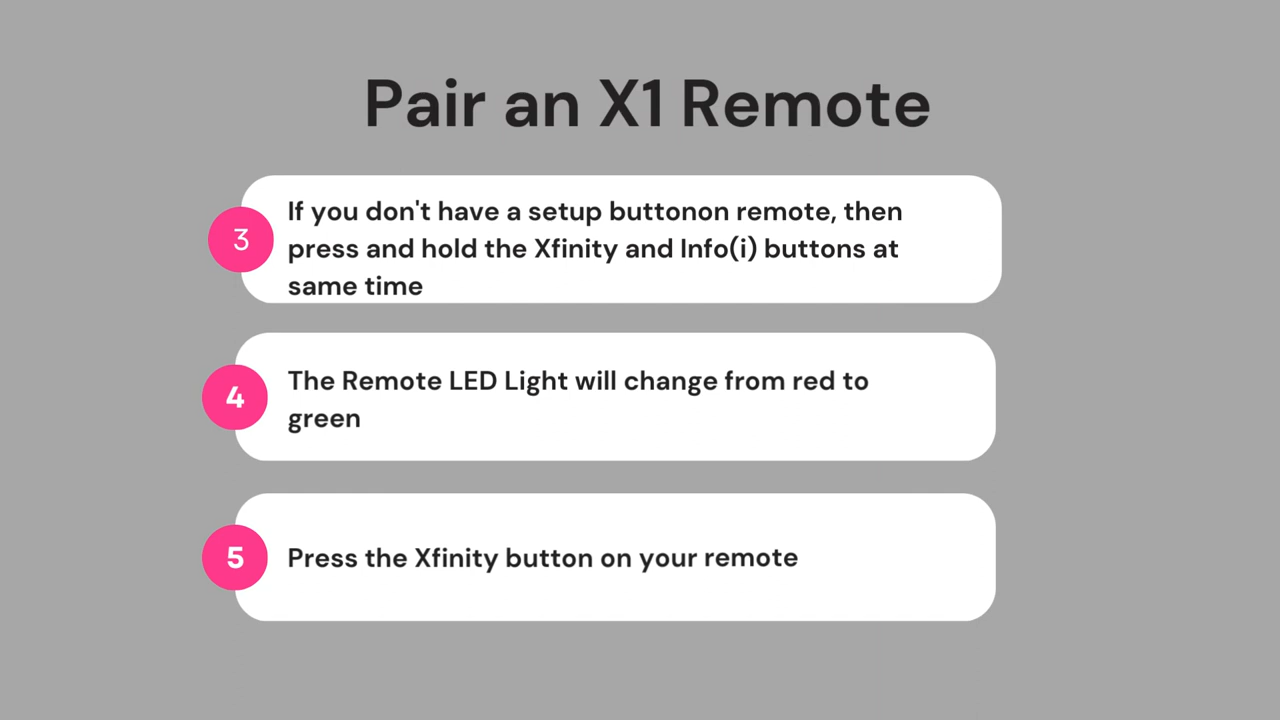 Pair an X1 Remote
3
If you don't have a setup buttonon remote, then
press and hold the Xfinity and Info(i) buttons at
same time
4
The Remote LED Light will change from red to
green
5
Press the Xfinity button on your remote